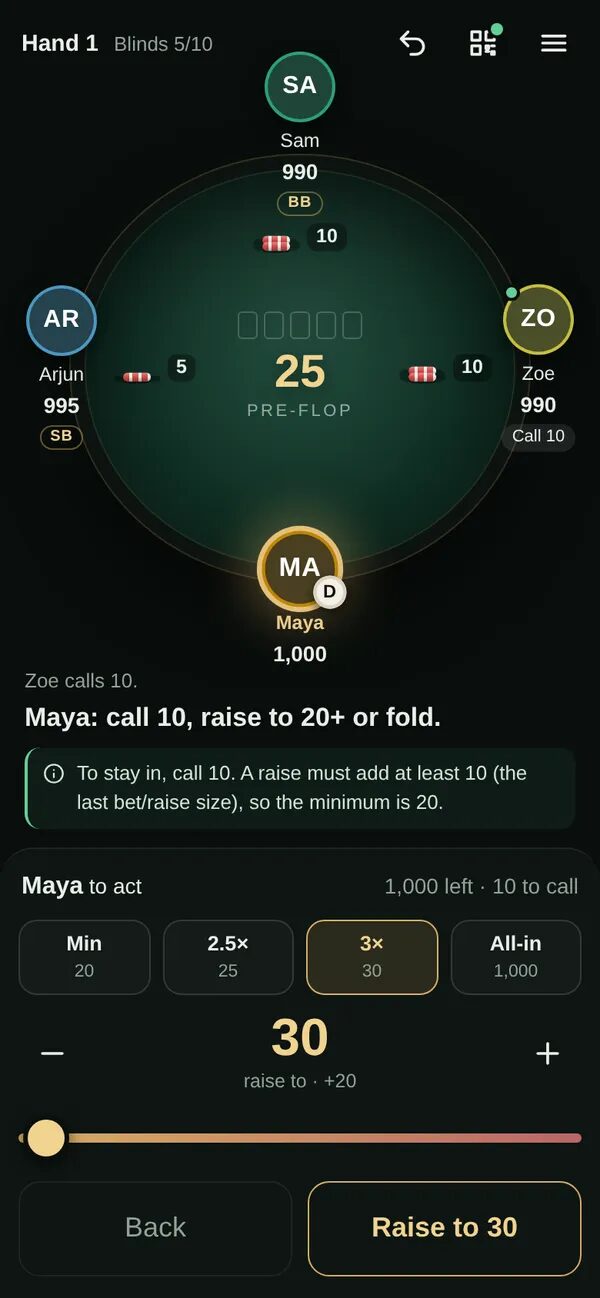 Hand 1 Blinds 5/10
SA
Sam
990
BB
10
AR
Arjun
995
SB
5
25
PRE-FLOP
10
ZO
Zoe
990
Call 10
MA
D
Maya
1,000
Zoe calls 10.
Maya: call 10, raise to 20+ or fold.
To stay in, call 10. A raise must add at least 10 (the
last bet/raise size), so the minimum is 20.
Maya to act 1,000 left · 10 to call
Min 2.5× 3× All-in
20 25 30 1,000
− 30 +
raise to · +20
Back Raise to 30